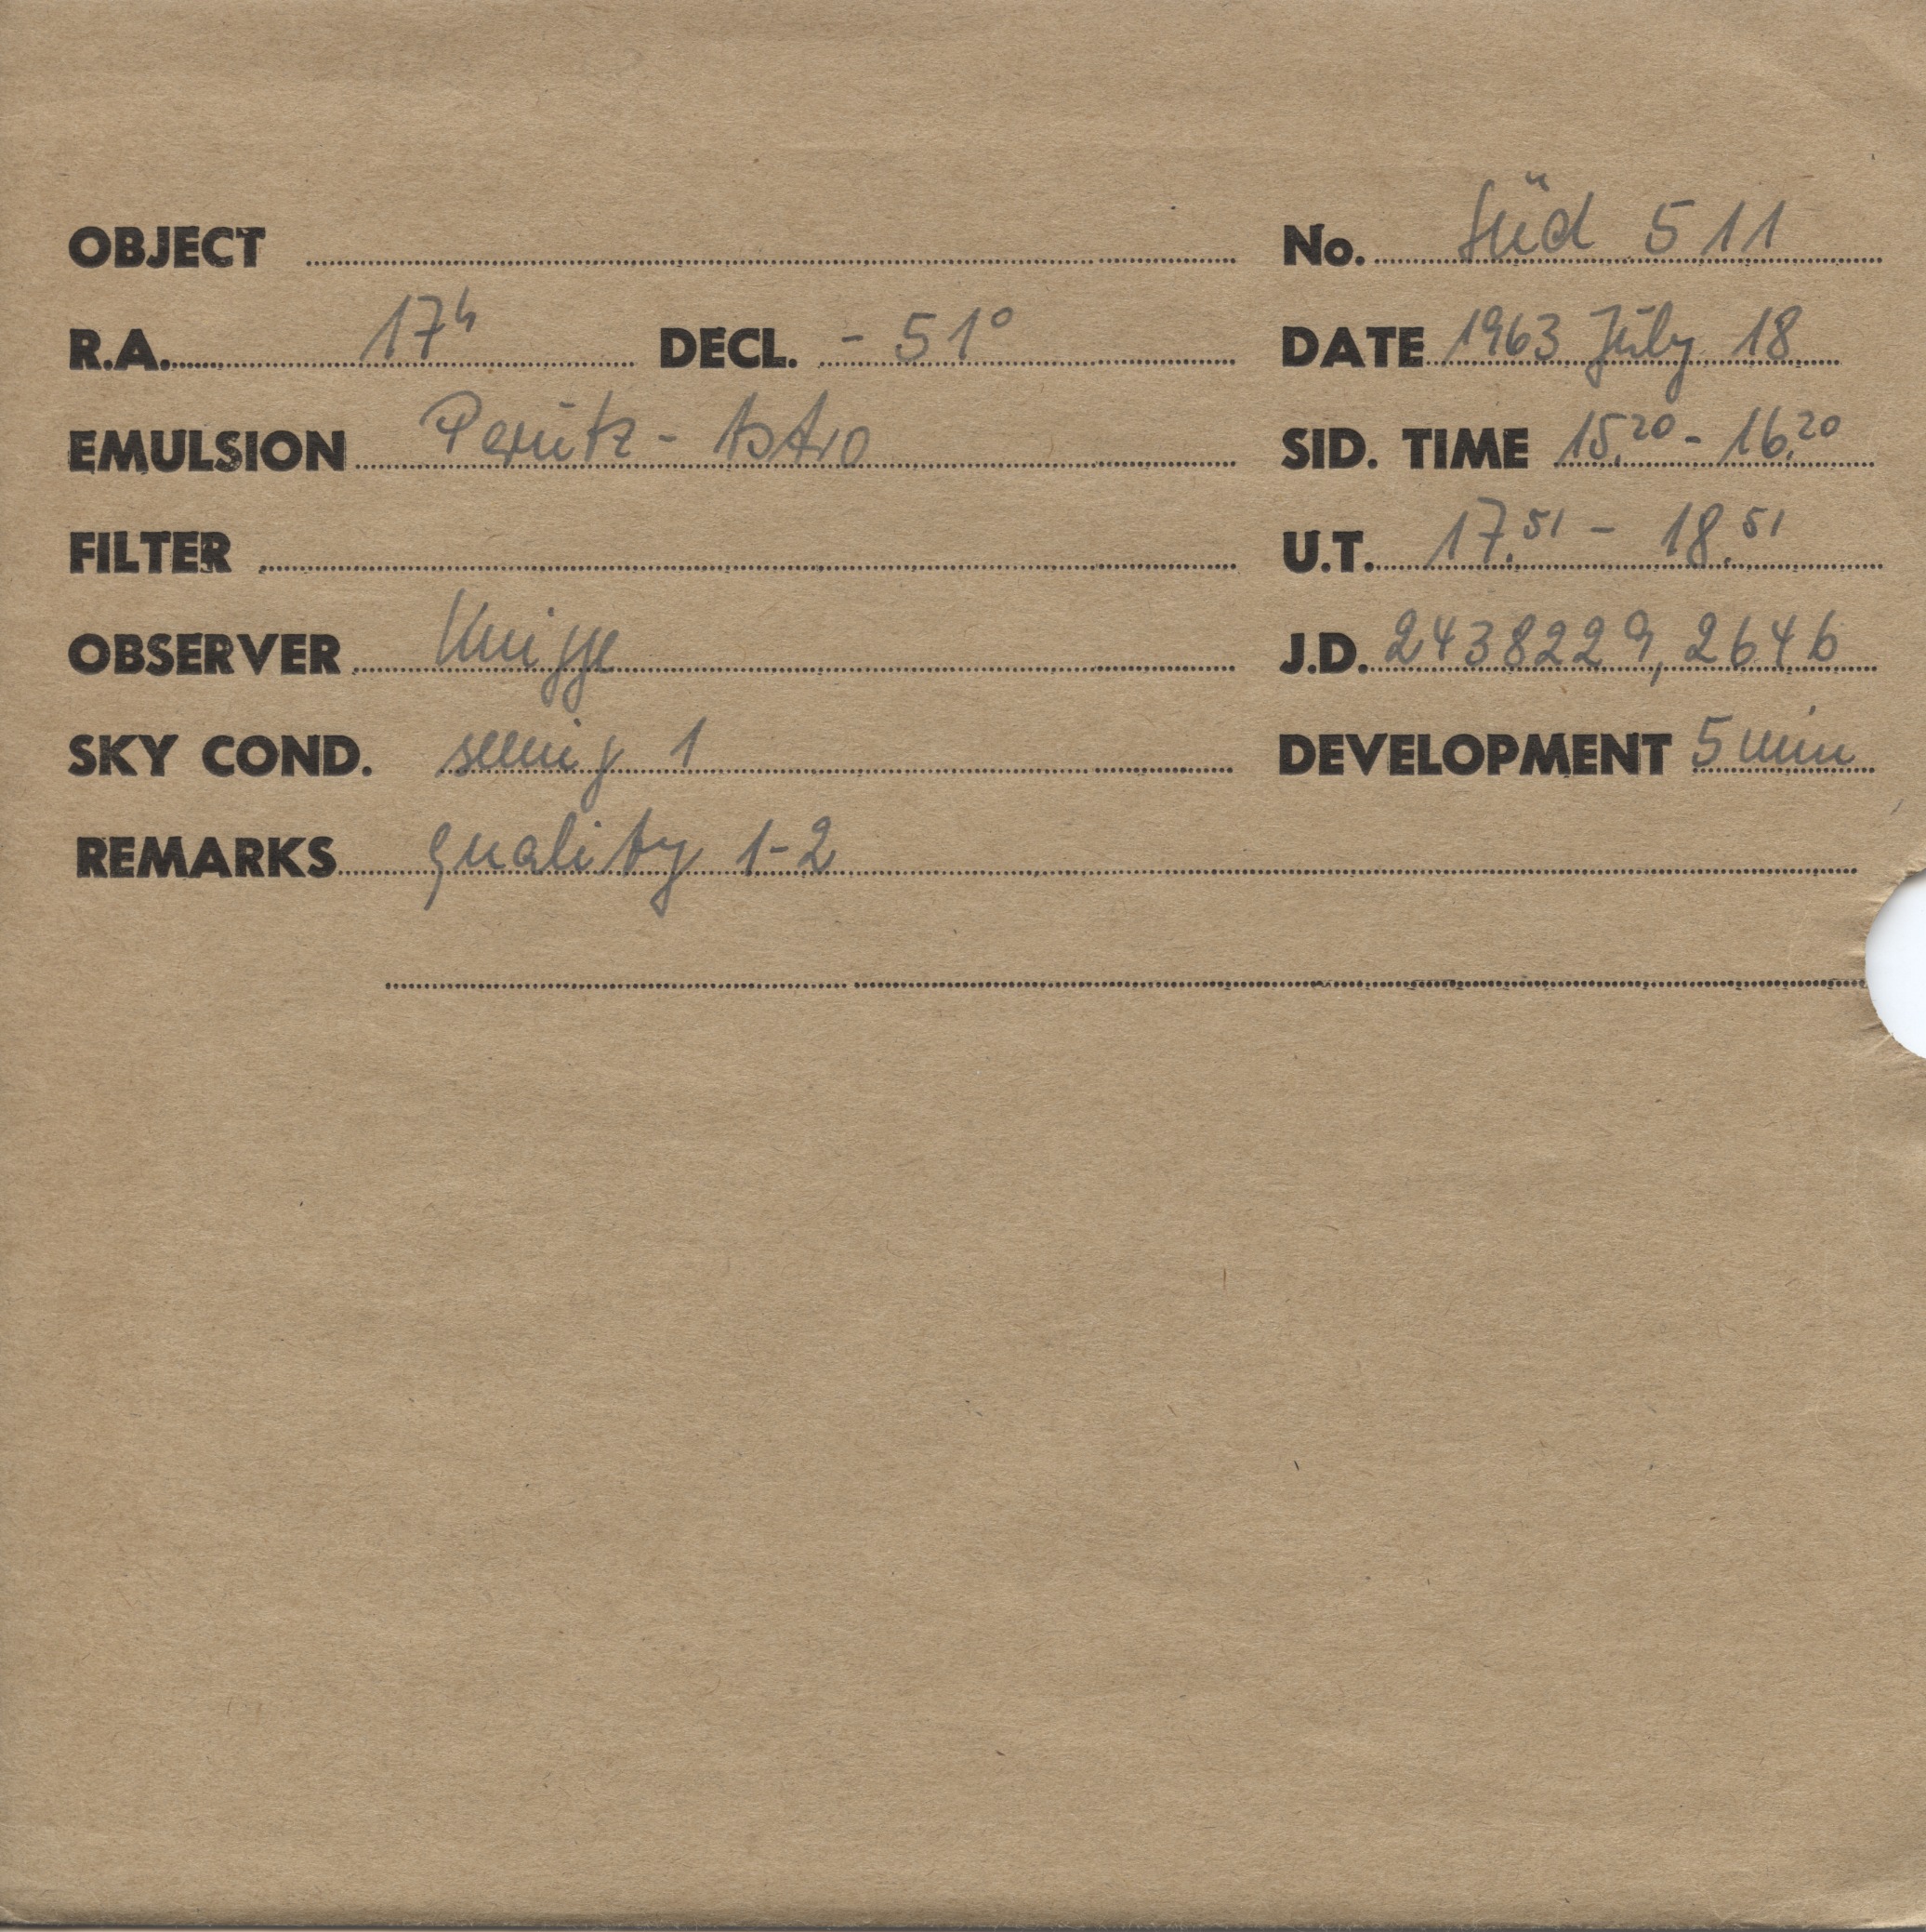 OBJECT No. Süd 511
R.A. 17h DECL. - 51° DATE 1963 July 18
EMULSION Perutz - Astro SID. TIME 15.20 - 16.20
FILTER U.T. 17.51 - 18.51
OBSERVER Knigge J.D. 2438229,2646
SKY COND. seeing 1 DEVELOPMENT 5 min
REMARKS quality 1-2